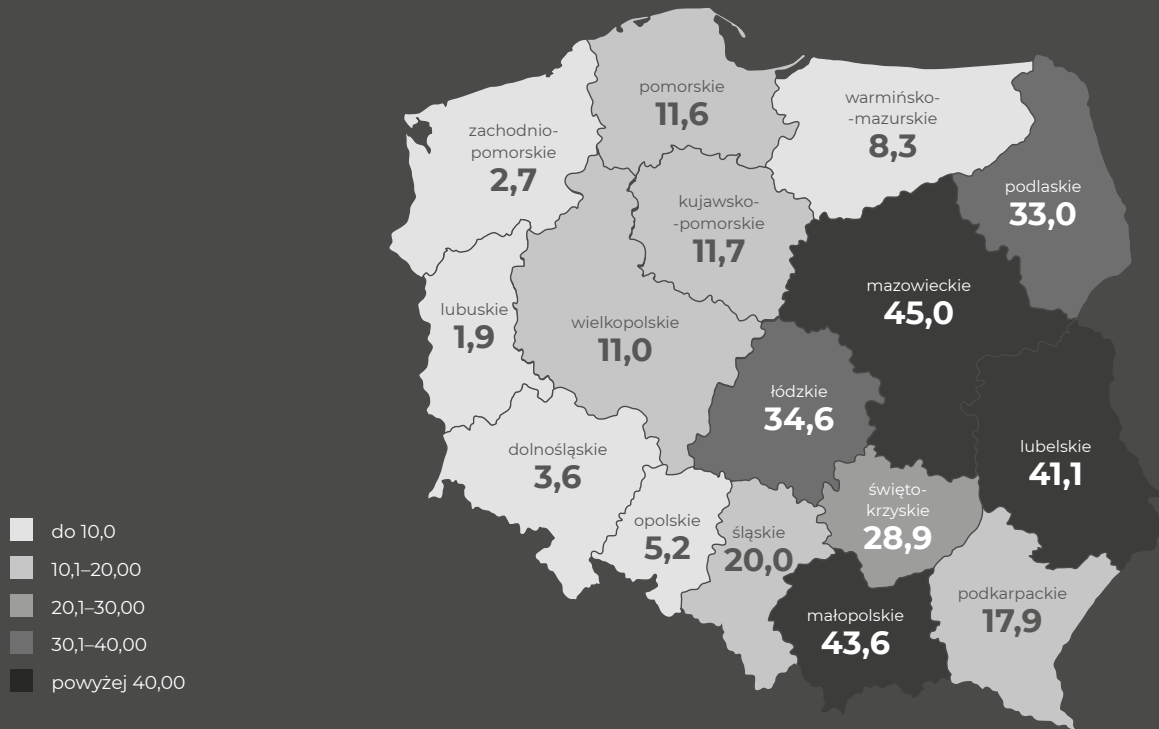 pomorskie
11,6
warmińsko-
-mazurskie
8,3
zachodnio-
pomorskie
2,7
podlaskie
33,0
kujawsko-
-pomorskie
11,7
mazowieckie
45,0
lubuskie
1,9
wielkopolskie
11,0
łódzkie
34,6
lubelskie
41,1
dolnośląskie
3,6
święto-
krzyskie
28,9
opolskie
5,2
śląskie
20,0
podkarpackie
17,9
małopolskie
43,6
do 10,0
10,1–20,00
20,1–30,00
30,1–40,00
powyżej 40,00